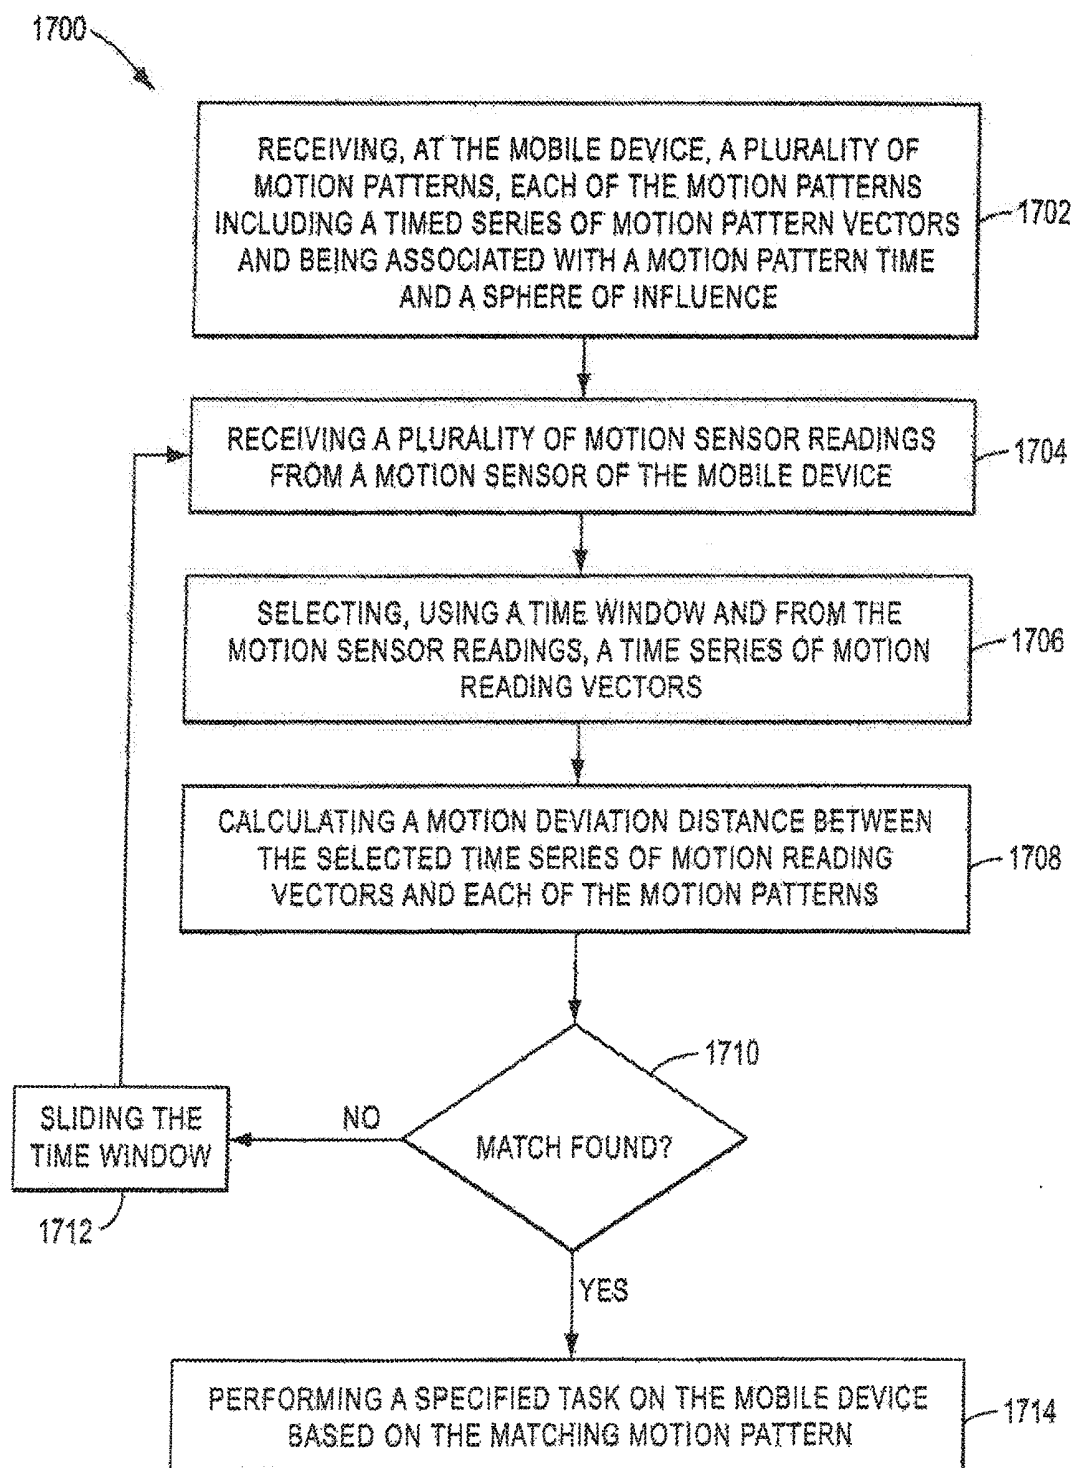 1700
RECEIVING, AT THE MOBILE DEVICE, A PLURALITY OF
MOTION PATTERNS, EACH OF THE MOTION PATTERNS
INCLUDING A TIMED SERIES OF MOTION PATTERN VECTORS
AND BEING ASSOCIATED WITH A MOTION PATTERN TIME
AND A SPHERE OF INFLUENCE
1702
RECEIVING A PLURALITY OF MOTION SENSOR READINGS
FROM A MOTION SENSOR OF THE MOBILE DEVICE
1704
SELECTING, USING A TIME WINDOW AND FROM THE
MOTION SENSOR READINGS, A TIME SERIES OF MOTION
READING VECTORS
1706
CALCULATING A MOTION DEVIATION DISTANCE BETWEEN
THE SELECTED TIME SERIES OF MOTION READING
VECTORS AND EACH OF THE MOTION PATTERNS
1708
1710
MATCH FOUND?
NO
SLIDING THE
TIME WINDOW
1712
YES
PERFORMING A SPECIFIED TASK ON THE MOBILE DEVICE
BASED ON THE MATCHING MOTION PATTERN
1714